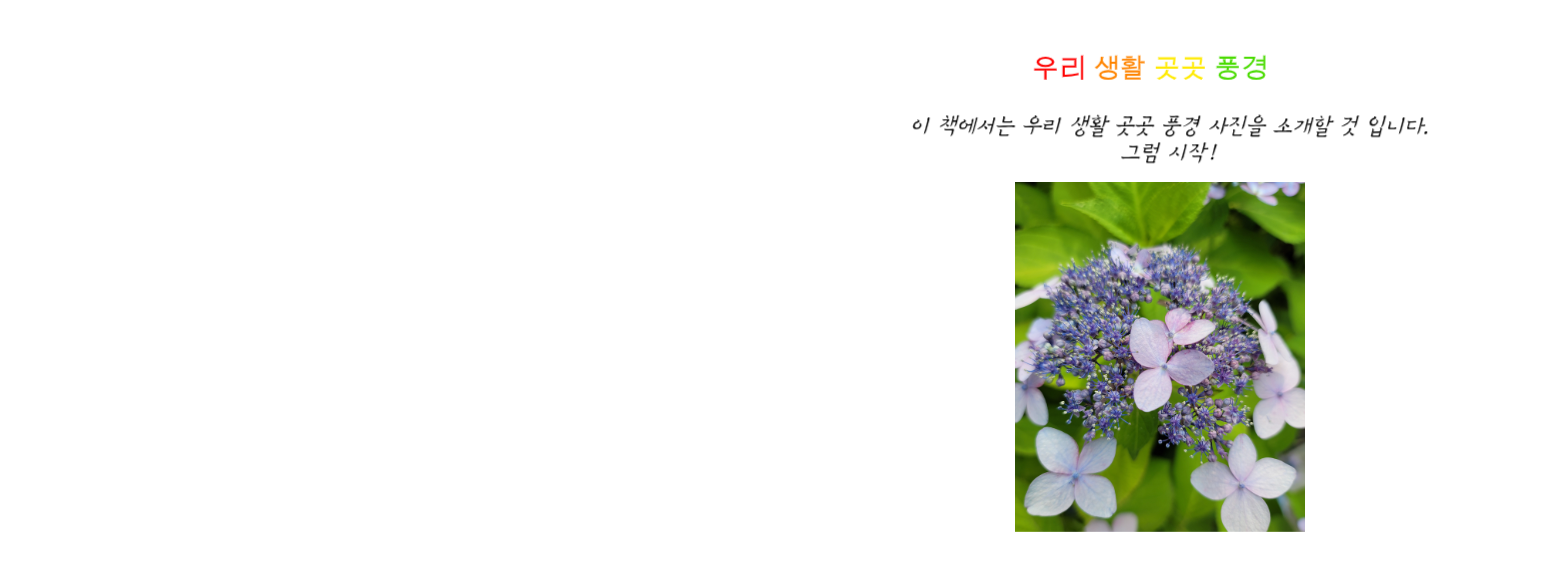 우리 생활 곳곳 풍경
이 책에서는 우리 생활 곳곳 풍경 사진을 소개할 것 입니다.
그럼 시작!